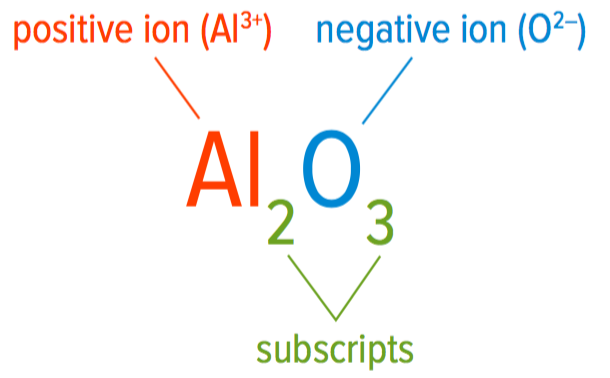 positive ion (Al³⁺) negative ion (O²⁻)
Al₂O₃
subscripts